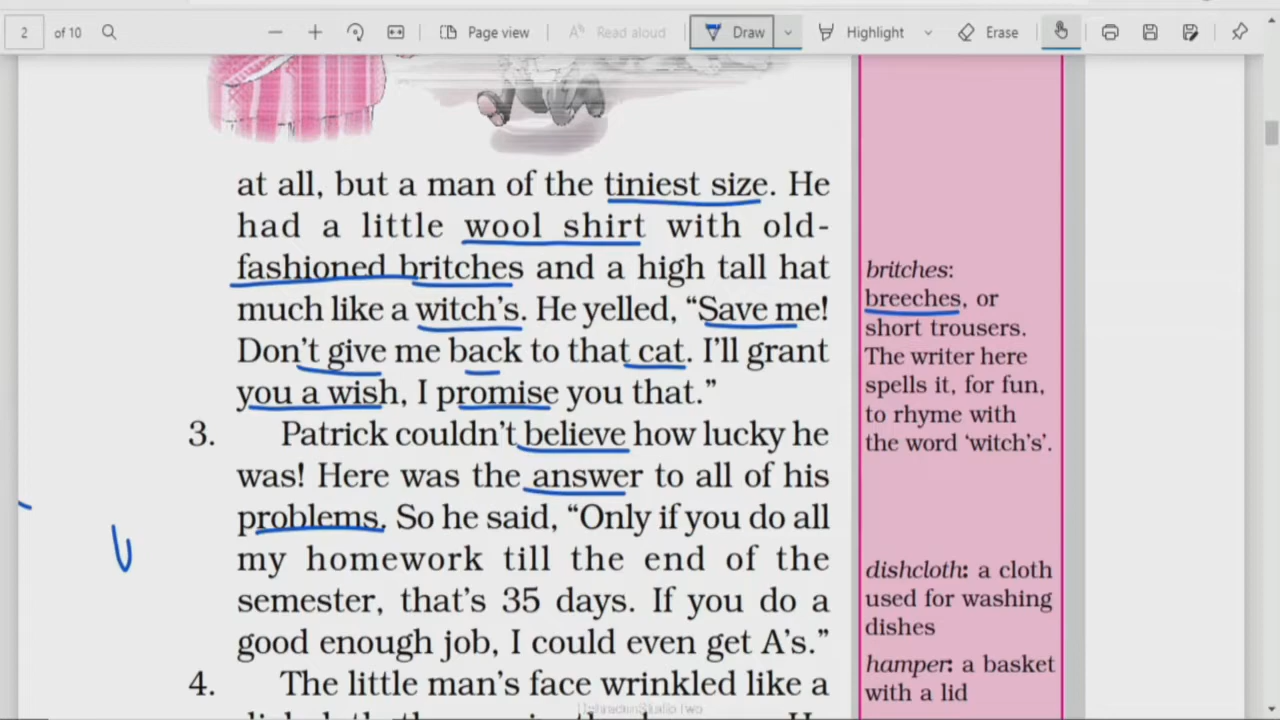 2 of 10 Page view Read aloud Draw Highlight Erase
at all, but a man of the tiniest size. He
had a little wool shirt with old-
fashioned britches and a high tall hat
much like a witch's. He yelled, “Save me!
Don't give me back to that cat. I'll grant
you a wish, I promise you that.”
3. Patrick couldn't believe how lucky he
was! Here was the answer to all of his
problems. So he said, “Only if you do all
my homework till the end of the
semester, that's 35 days. If you do a
good enough job, I could even get A's.”
4. The little man's face wrinkled like a
britches:
breeches, or
short trousers.
The writer here
spells it, for fun,
to rhyme with
the word ‘witch's’.
dishcloth: a cloth
used for washing
dishes
hamper: a basket
with a lid